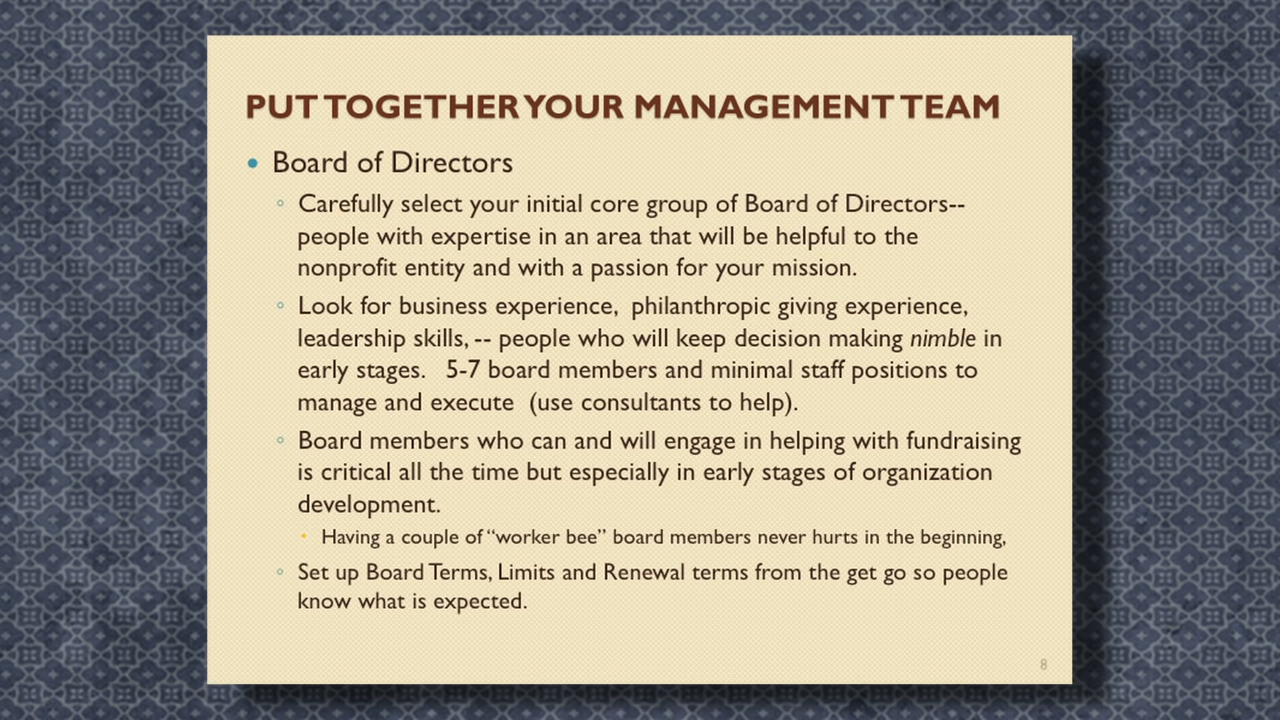 PUT TOGETHER YOUR MANAGEMENT TEAM
• Board of Directors
◦ Carefully select your initial core group of Board of Directors--
people with expertise in an area that will be helpful to the
nonprofit entity and with a passion for your mission.
◦ Look for business experience,  philanthropic giving experience,
leadership skills, -- people who will keep decision making nimble in
early stages.   5-7 board members and minimal staff positions to
manage and execute  (use consultants to help).
◦ Board members who can and will engage in helping with fundraising
is critical all the time but especially in early stages of organization
development.
• Having a couple of “worker bee” board members never hurts in the beginning,
◦ Set up Board Terms, Limits and Renewal terms from the get go so people
know what is expected.
8